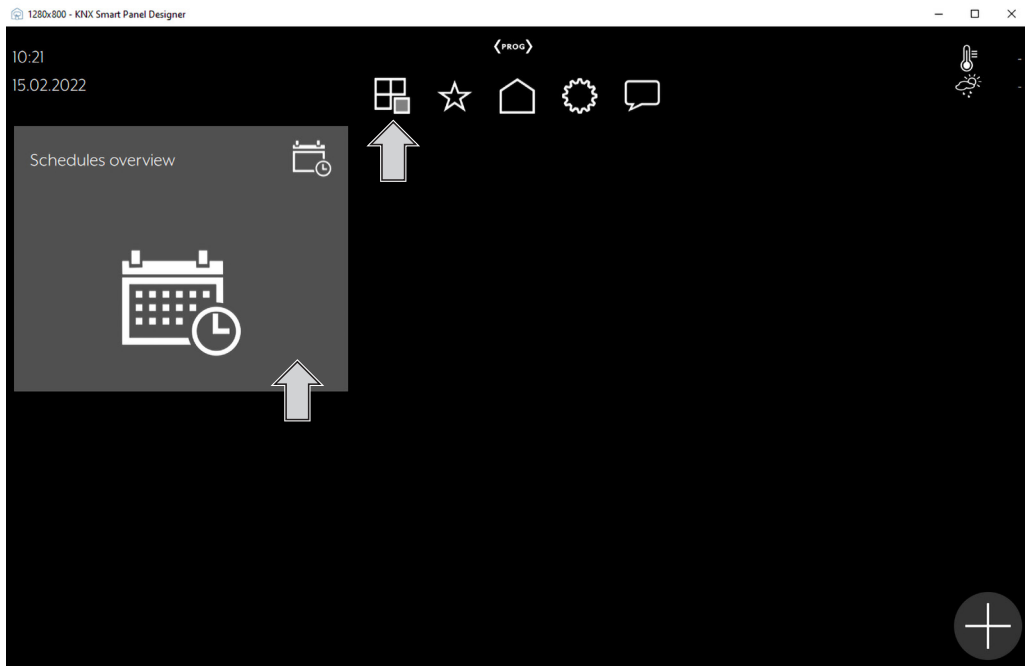 1280x800 - KNX Smart Panel Designer
10:21
15.02.2022
PROG
-
-
Schedules overview